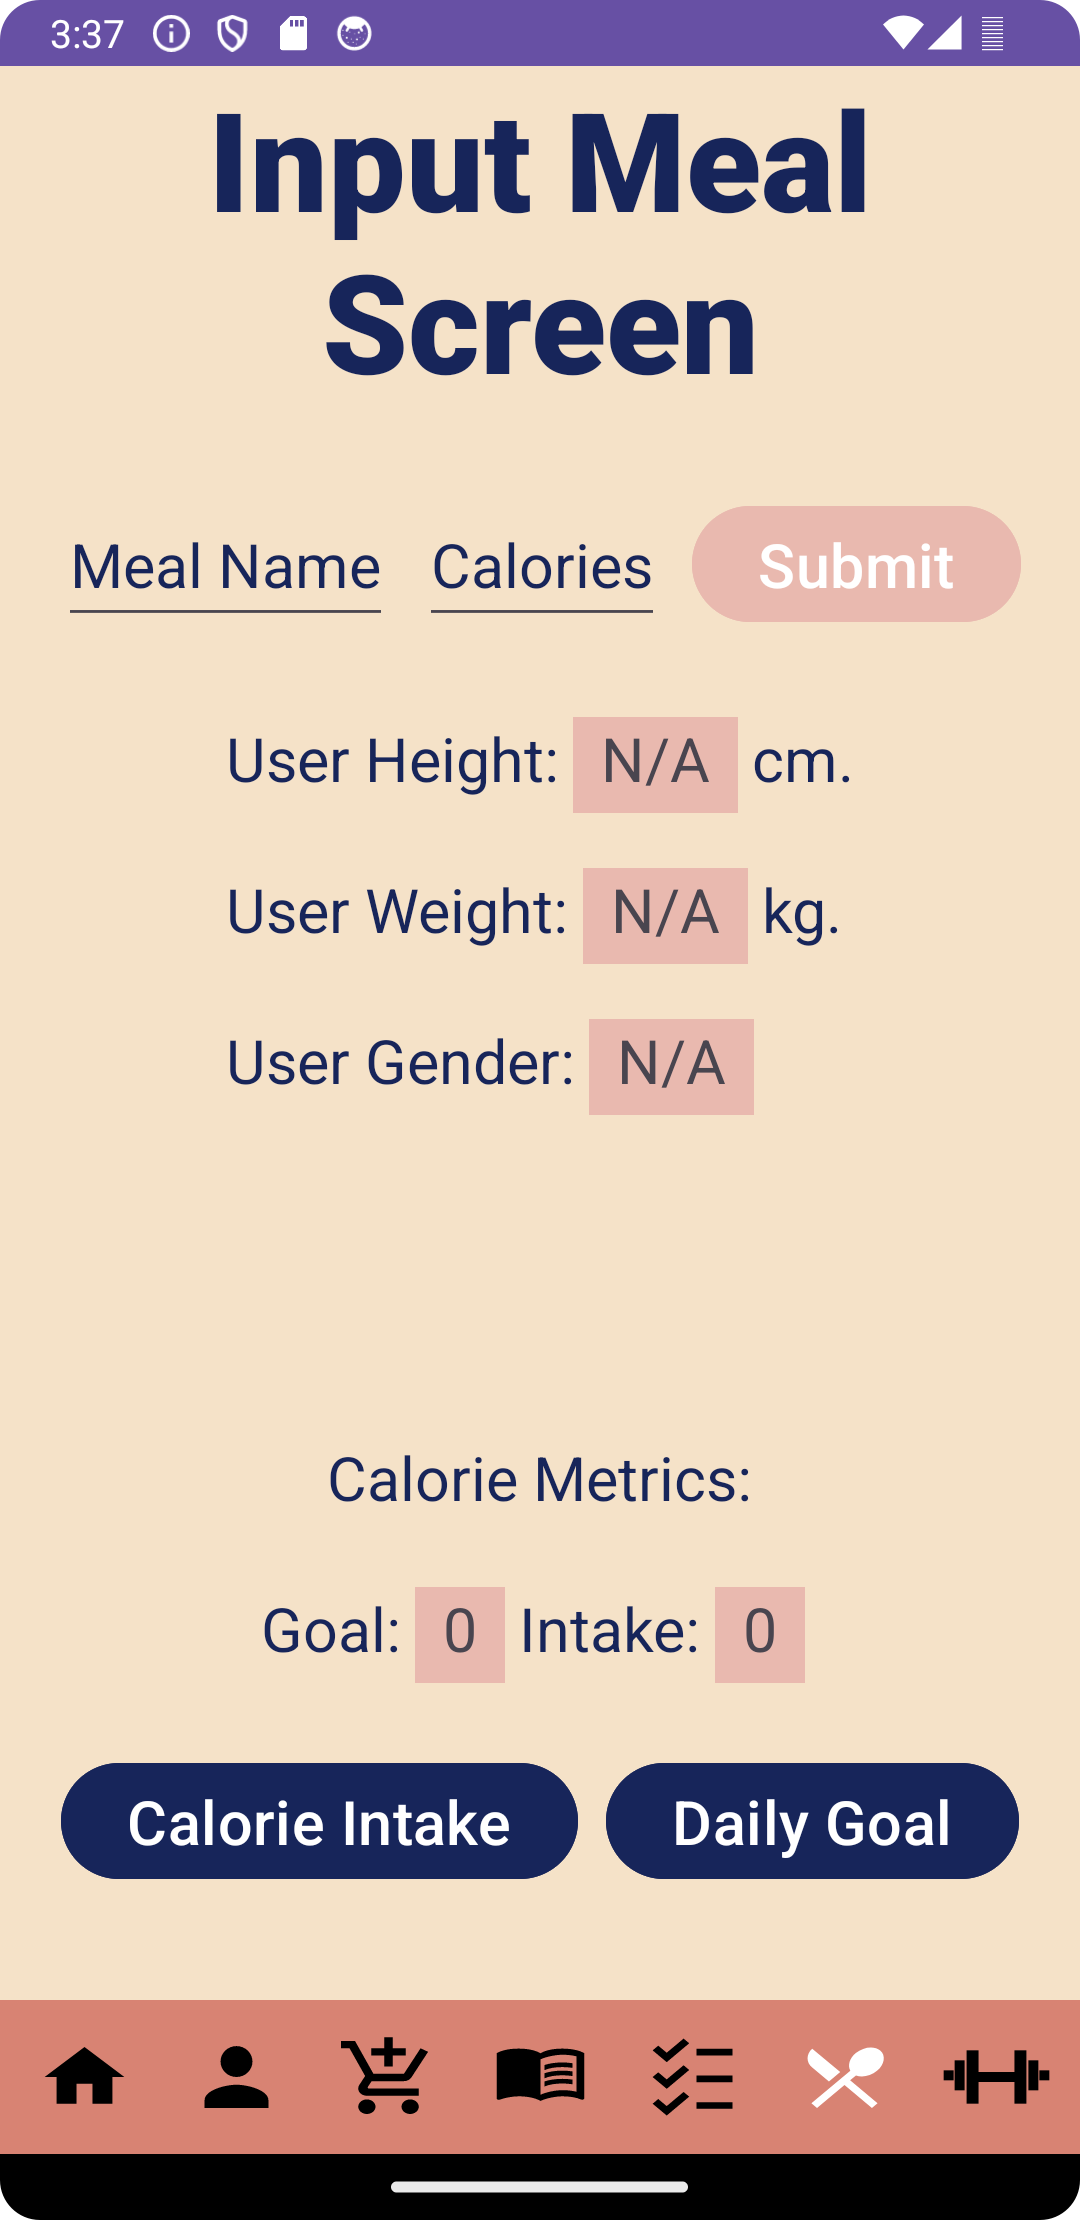 3:37
Input Meal
Screen
Meal Name Calories Submit
User Height: N/A cm.
User Weight: N/A kg.
User Gender: N/A
Calorie Metrics:
Goal: 0 Intake: 0
Calorie Intake Daily Goal